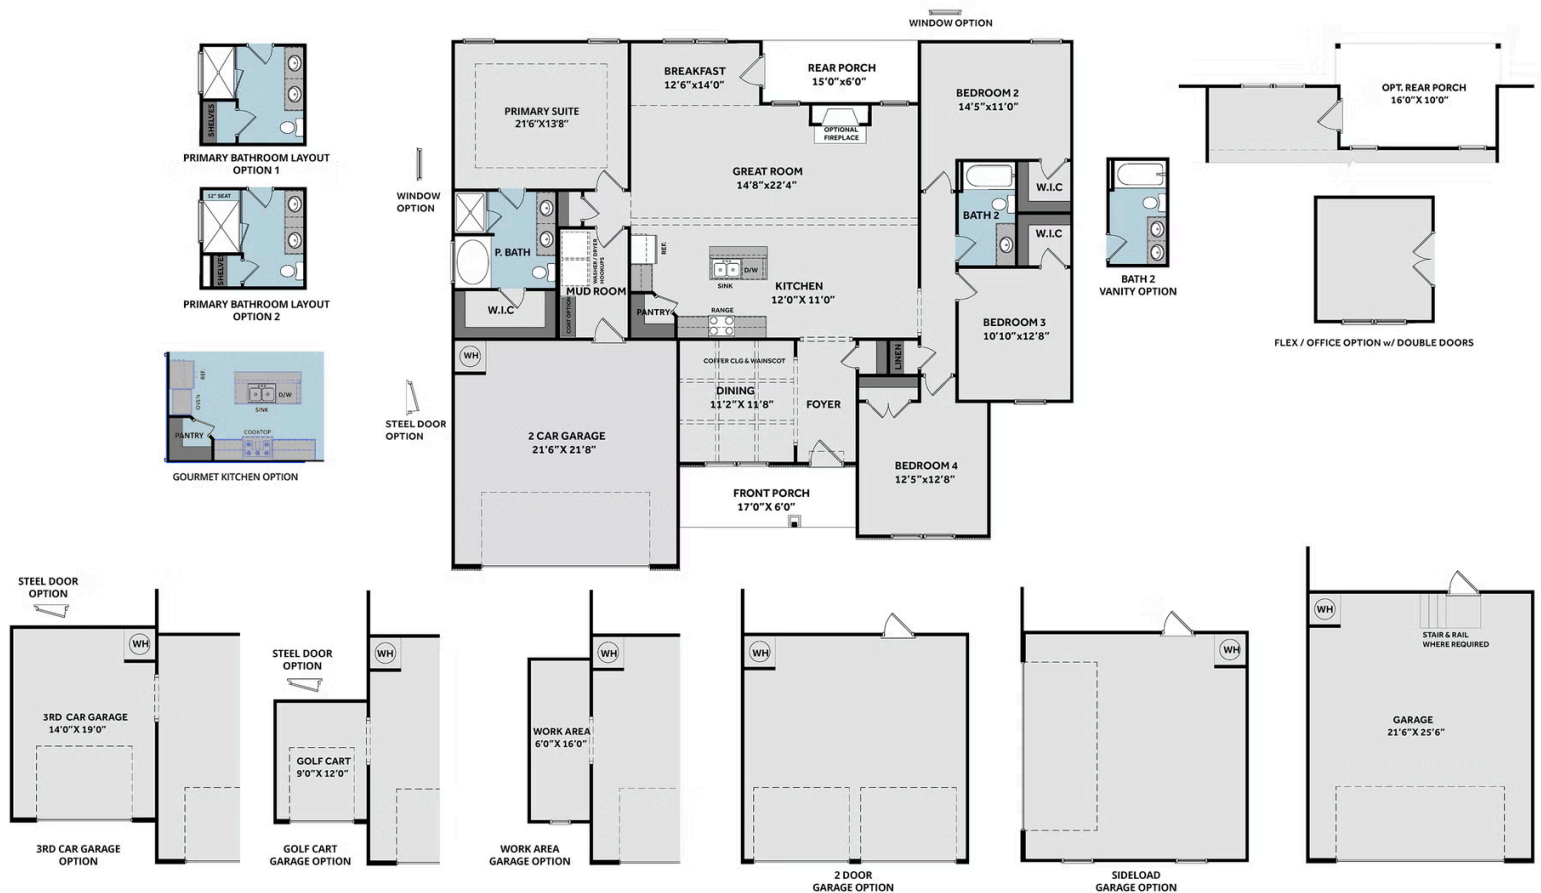 WINDOW OPTION
PRIMARY SUITE
21'6"X13'8"
BREAKFAST
12'6"x14'0"
REAR PORCH
15'0"x6'0"
OPTIONAL
FIREPLACE
BEDROOM 2
14'5"x11'0"
GREAT ROOM
14'8"x22'4"
W.I.C
BATH 2
W.I.C
P. BATH
WASHER / DRYER
HOOKUPS
REF.
D/W
SINK
MUD ROOM
COAT OPTION
KITCHEN
12'0"X 11'0"
W.I.C
PANTRY
RANGE
BEDROOM 3
10'10"x12'8"
WH
COFFER CLG & WAINSCOT
LINEN
DINING
11'2"X 11'8"
FOYER
2 CAR GARAGE
21'6"X 21'8"
BEDROOM 4
12'5"x12'8"
FRONT PORCH
17'0"X 6'0"
SHELVES
PRIMARY BATHROOM LAYOUT
OPTION 1
12" SEAT
SHELVES
PRIMARY BATHROOM LAYOUT
OPTION 2
REF.
OVEN
D/W
SINK
PANTRY
COOKTOP
GOURMET KITCHEN OPTION
WINDOW
OPTION
STEEL DOOR
OPTION
BATH 2
VANITY OPTION
OPT. REAR PORCH
16'0"X 10'0"
FLEX / OFFICE OPTION w/ DOUBLE DOORS
STEEL DOOR
OPTION
WH
3RD CAR GARAGE
14'0"X 19'0"
3RD CAR GARAGE
OPTION
STEEL DOOR
OPTION
WH
GOLF CART
9'0"X 12'0"
GOLF CART
GARAGE OPTION
WH
WORK AREA
6'0"X 16'0"
WORK AREA
GARAGE OPTION
WH
2 DOOR
GARAGE OPTION
WH
SIDELOAD
GARAGE OPTION
WH
STAIR & RAIL
WHERE REQUIRED
GARAGE
21'6"X 25'6"